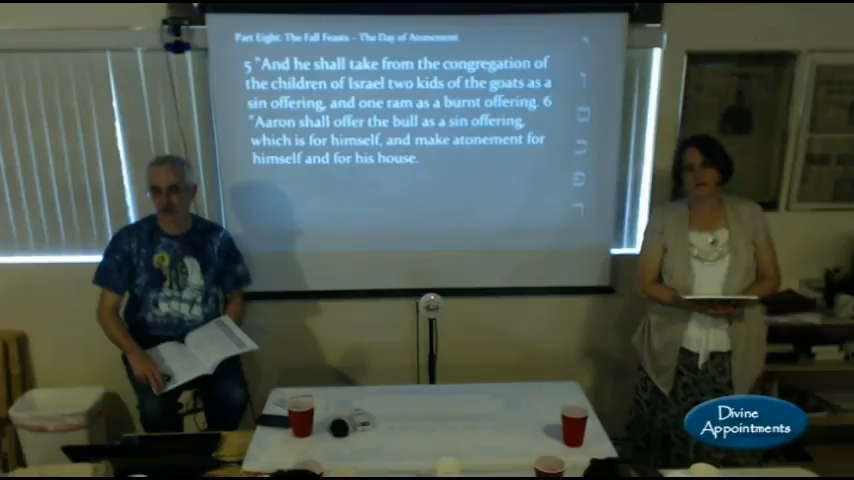 Part Eight: The Fall Feasts – The Day of Atonement
5 "And he shall take from the congregation of
the children of Israel two kids of the goats as a
sin offering, and one ram as a burnt offering. 6
"Aaron shall offer the bull as a sin offering,
which is for himself, and make atonement for
himself and for his house.
Divine
Appointments